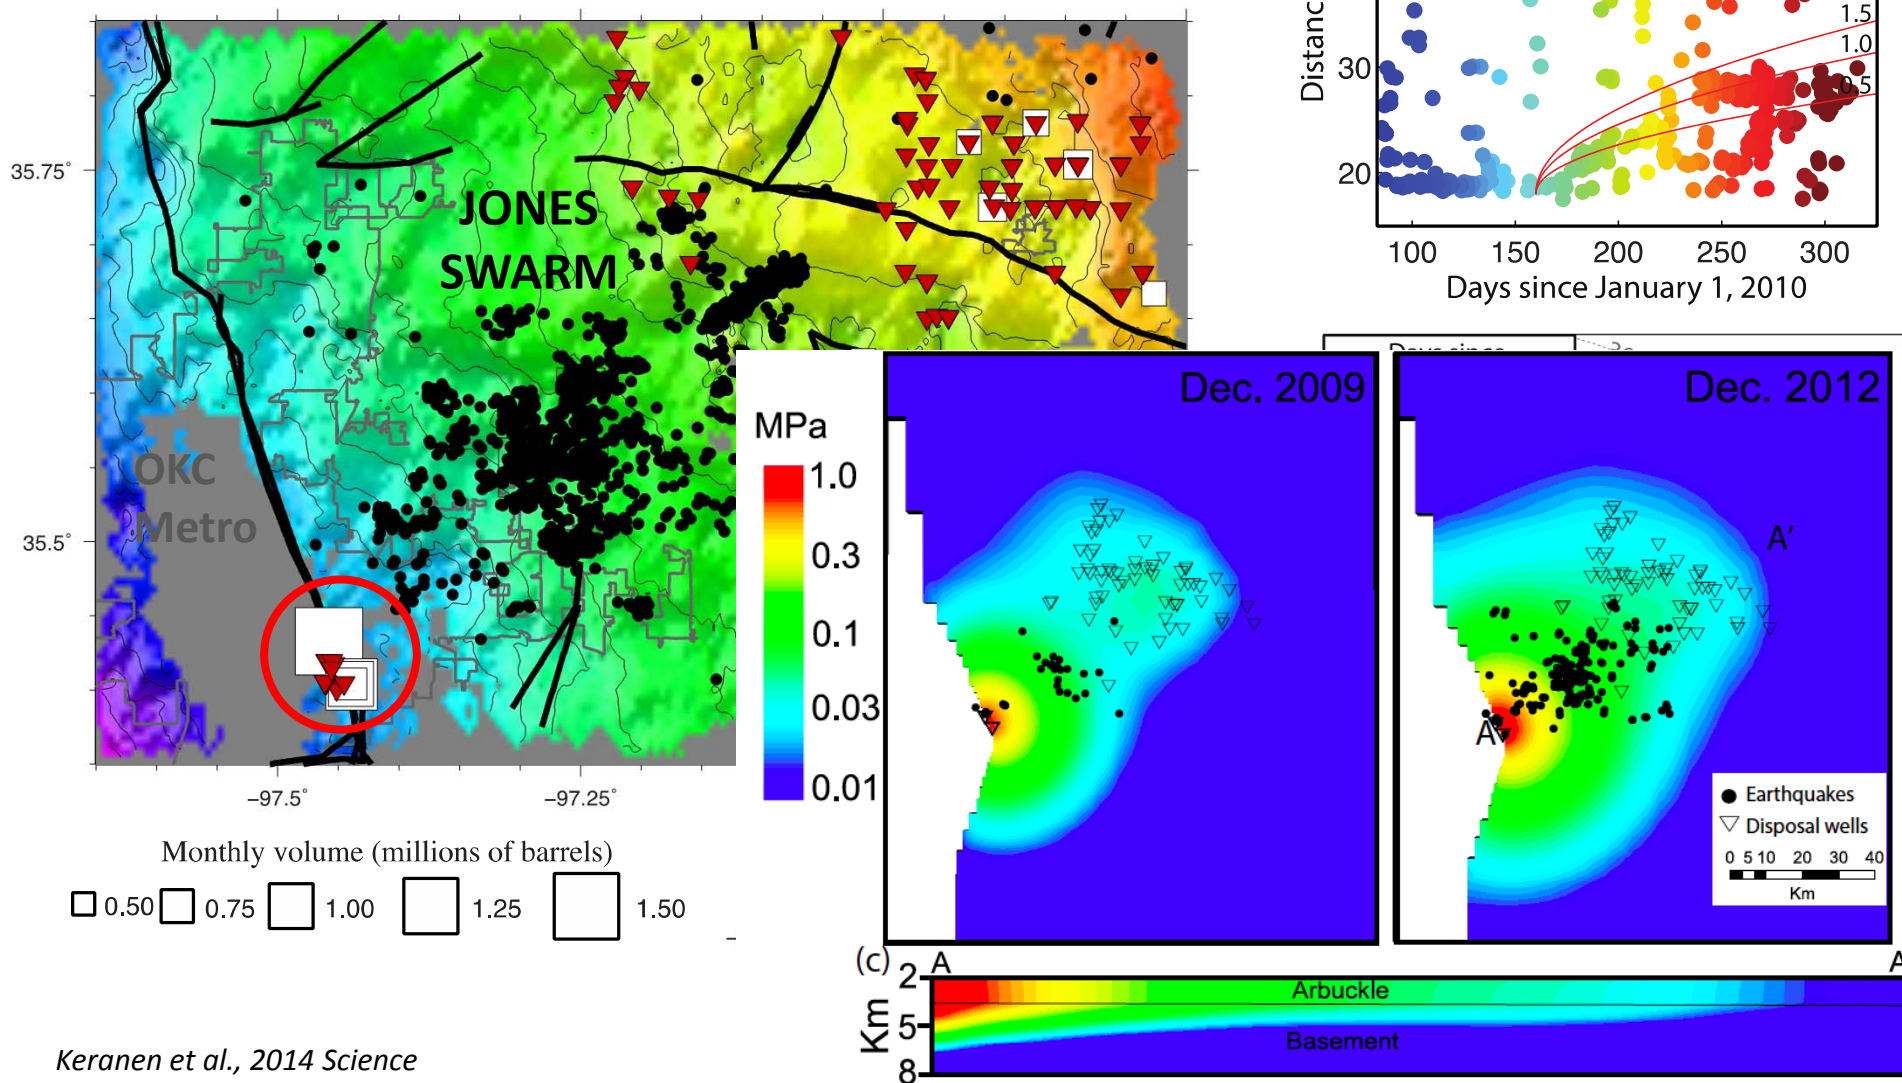 35.75°
35.5°
JONES
SWARM
OKC
Metro
−97.5°
−97.25°
Monthly volume (millions of barrels)
0.50
0.75
1.00
1.25
1.50
Keranen et al., 2014 Science
30
20
1.5
1.0
0.5
100 150 200 250 300
Days since January 1, 2010
MPa
1.0
0.3
0.1
0.03
0.01
Dec. 2009
Dec. 2012
A'
A
Earthquakes
Disposal wells
0 5 10 20 30 40
Km
(c)
A
A
2
5
8
Km
Arbuckle
Basement